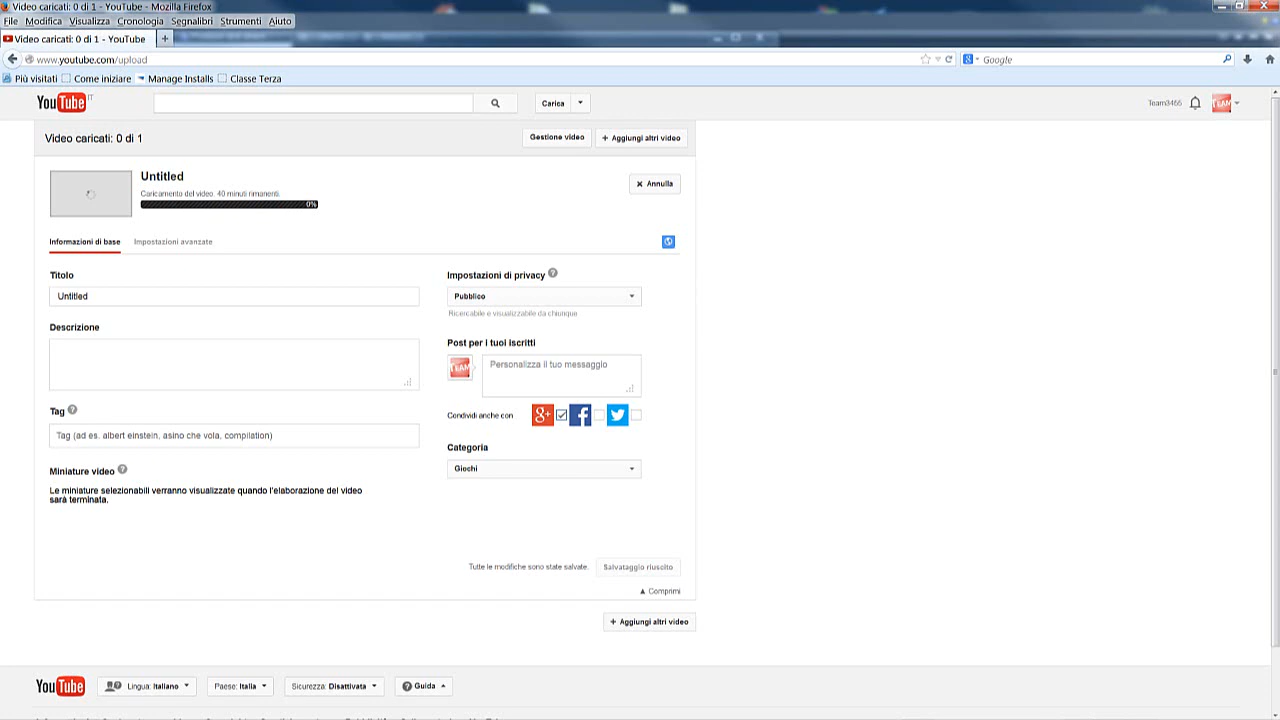 Video caricati: 0 di 1 - YouTube - Mozilla Firefox
File Modifica Visualizza Cronologia Segnalibri Strumenti Aiuto
Video caricati: 0 di 1 - YouTube +
www.youtube.com/upload
Google
Più visitati Come iniziare Manage Installs Classe Terza
YouTube IT
Carica
Team3466
Video caricati: 0 di 1
Gestione video
+ Aggiungi altri video
Untitled
Caricamento del video. 40 minuti rimanenti.
0%
× Annulla
Informazioni di base
Impostazioni avanzate
Titolo
Untitled
Descrizione
Tag ?
Tag (ad es. albert einstein, asino che vola, compilation)
Miniature video ?
Le miniature selezionabili verranno visualizzate quando l'elaborazione del video
sarà terminata.
Impostazioni di privacy ?
Pubblico
Ricercabile e visualizzabile da chiunque
Post per i tuoi iscritti
TEAM
Personalizza il tuo messaggio
Condividi anche con
Categoria
Giochi
Tutte le modifiche sono state salvate.
Salvataggio riuscito
▲ Comprimi
+ Aggiungi altri video
YouTube
Lingua: Italiano
Paese: Italia
Sicurezza: Disattivata
? Guida